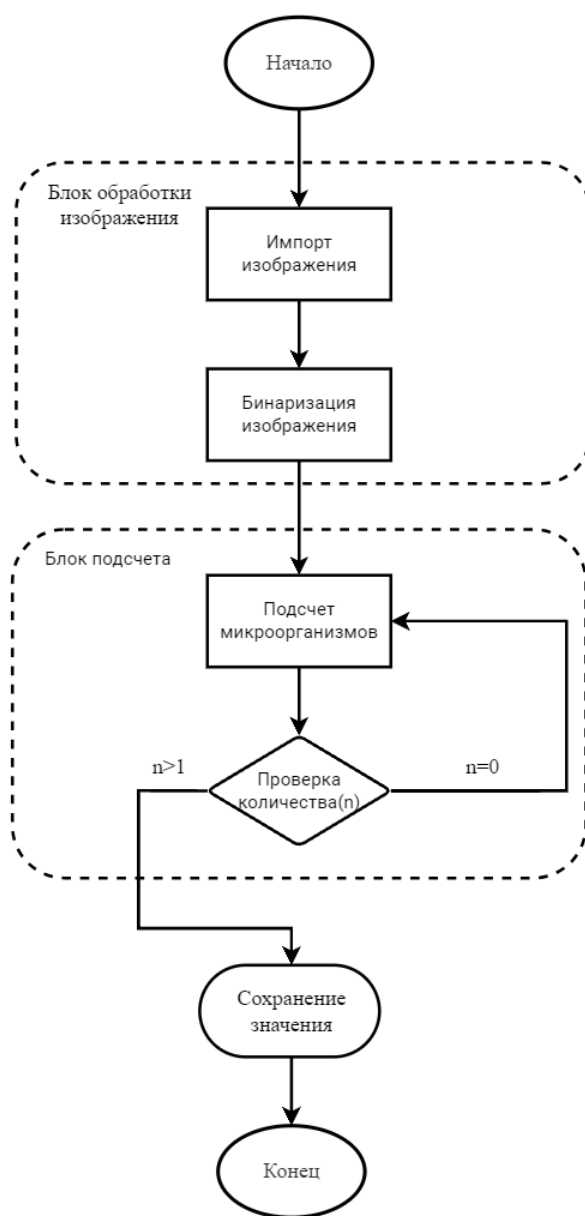 Начало
Блок обработки
изображения
Импорт
изображения
Бинаризация
изображения
Блок подсчета
Подсчет
микроорганизмов
n>1
Проверка
количества(n)
n=0
Сохранение
значения
Конец